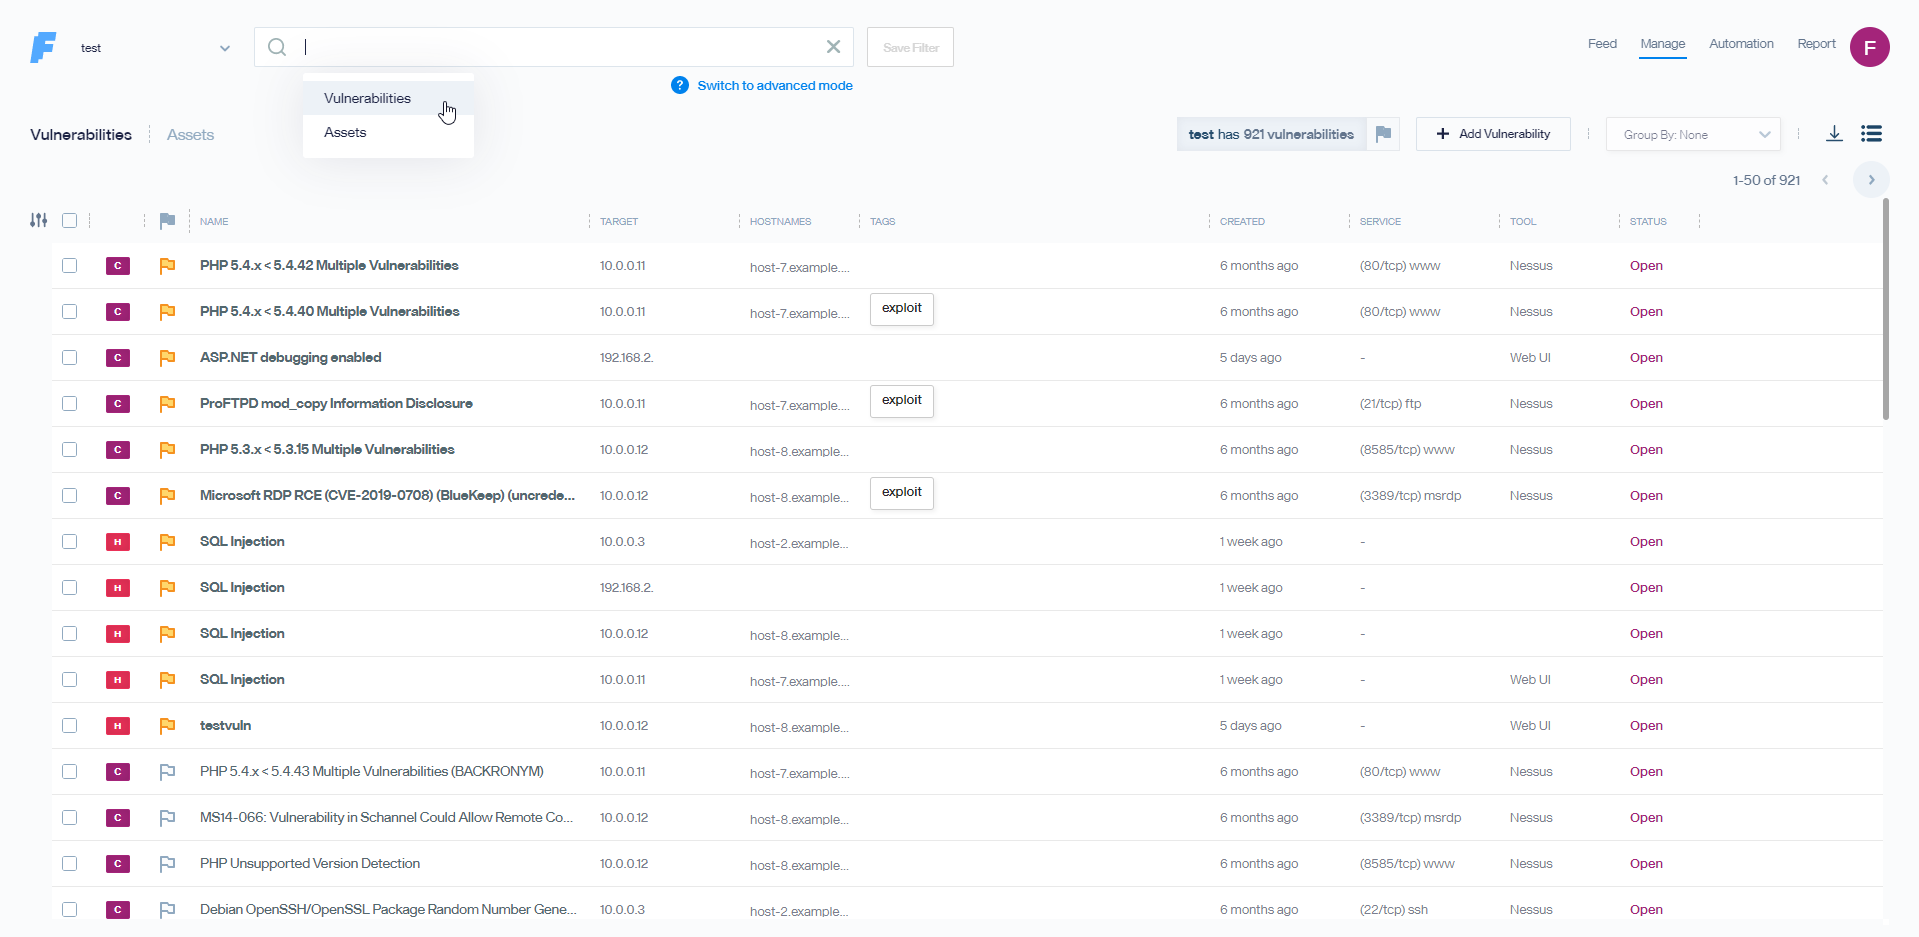 F test Save Filter Feed Manage Automation Report F
? Switch to advanced mode
Vulnerabilities
Assets
Vulnerabilities Assets test has 921 vulnerabilities + Add Vulnerability Group By: None
1-50 of 921
NAME TARGET HOSTNAMES TAGS CREATED SERVICE TOOL STATUS
C PHP 5.4.x < 5.4.42 Multiple Vulnerabilities 10.0.0.11 host-7.example.... 6 months ago (80/tcp) www Nessus Open
C PHP 5.4.x < 5.4.40 Multiple Vulnerabilities 10.0.0.11 host-7.example.... exploit 6 months ago (80/tcp) www Nessus Open
C ASP.NET debugging enabled 192.168.2. 5 days ago - Web UI Open
C ProFTPD mod_copy Information Disclosure 10.0.0.11 host-7.example.... exploit 6 months ago (21/tcp) ftp Nessus Open
C PHP 5.3.x < 5.3.15 Multiple Vulnerabilities 10.0.0.12 host-8.example... 6 months ago (8585/tcp) www Nessus Open
C Microsoft RDP RCE (CVE-2019-0708) (BlueKeep) (uncrede... 10.0.0.12 host-8.example... exploit 6 months ago (3389/tcp) msrdp Nessus Open
H SQL Injection 10.0.0.3 host-2.example... 1 week ago - Open
H SQL Injection 192.168.2. 1 week ago - Open
H SQL Injection 10.0.0.12 host-8.example... 1 week ago - Open
H SQL Injection 10.0.0.11 host-7.example.... 1 week ago - Web UI Open
H testvuln 10.0.0.12 host-8.example... 5 days ago - Web UI Open
C PHP 5.4.x < 5.4.43 Multiple Vulnerabilities (BACKRONYM) 10.0.0.11 host-7.example.... 6 months ago (80/tcp) www Nessus Open
C MS14-066: Vulnerability in Schannel Could Allow Remote Co... 10.0.0.12 host-8.example... 6 months ago (3389/tcp) msrdp Nessus Open
C PHP Unsupported Version Detection 10.0.0.12 host-8.example... 6 months ago (8585/tcp) www Nessus Open
C Debian OpenSSH/OpenSSL Package Random Number Gene... 10.0.0.3 host-2.example... 6 months ago (22/tcp) ssh Nessus Open